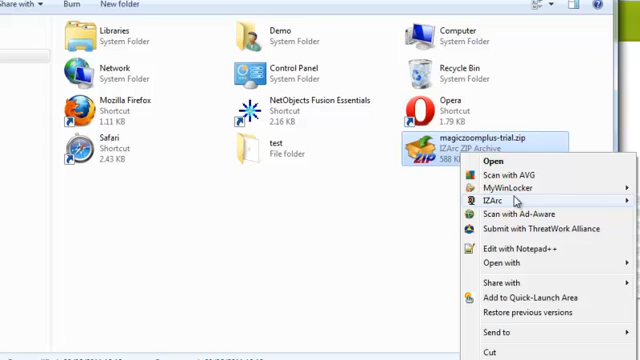 Share with Burn New folder
Libraries
System Folder
Demo
System Folder
Computer
System Folder
Network
System Folder
Control Panel
Recycle Bin
System Folder
Mozilla Firefox
Shortcut
1.11 KB
NetObjects Fusion Essentials
Shortcut
2.16 KB
Opera
Shortcut
1.79 KB
Safari
Shortcut
2.43 KB
test
File folder
magiczoomplus-trial.zip
IZArc ZIP Archive
588 K
ZIP
Open
Scan with AVG
MyWinLocker
IZArc
Scan with Ad-Aware
Submit with ThreatWork Alliance
Edit with Notepad++
Open with
Share with
Add to Quick-Launch Area
Restore previous versions
Send to
Cut